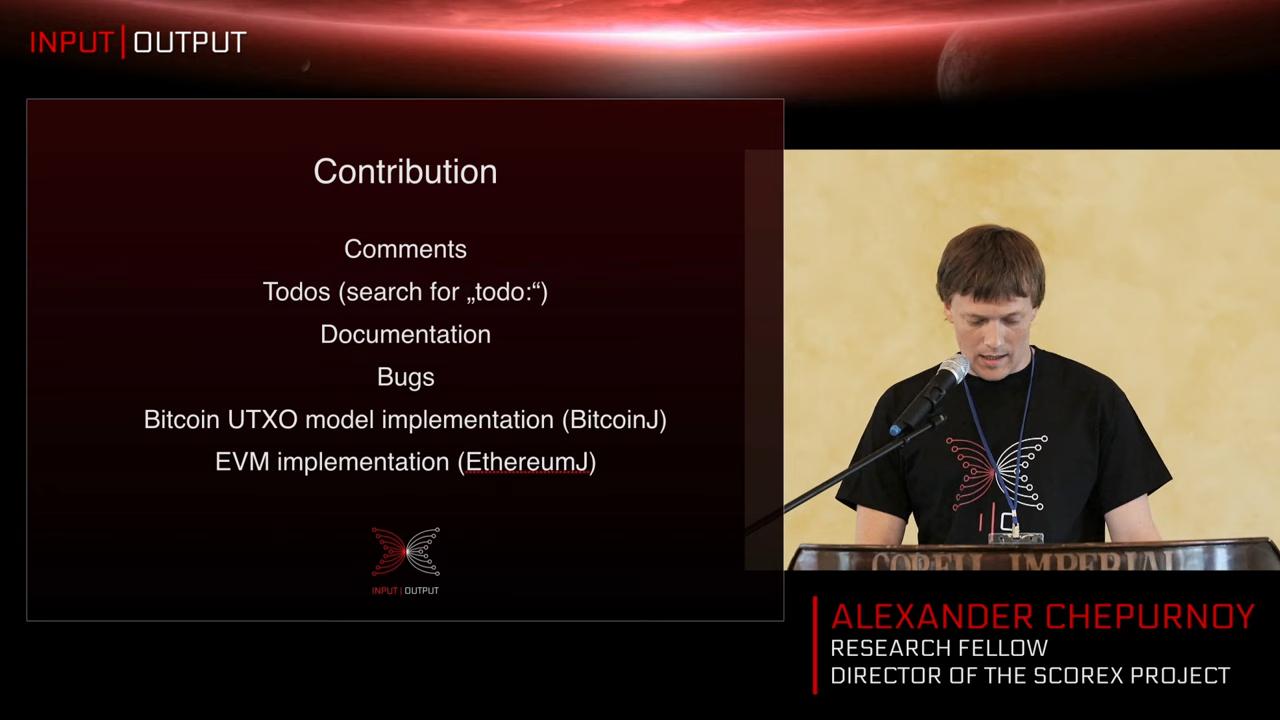 INPUT|OUTPUT
Contribution
Comments
Todos (search for „todo:“)
Documentation
Bugs
Bitcoin UTXO model implementation (BitcoinJ)
EVM implementation (EthereumJ)
INPUT | OUTPUT
IMPERIAL
ALEXANDER CHEPURNOY
RESEARCH FELLOW
DIRECTOR OF THE SCOREX PROJECT